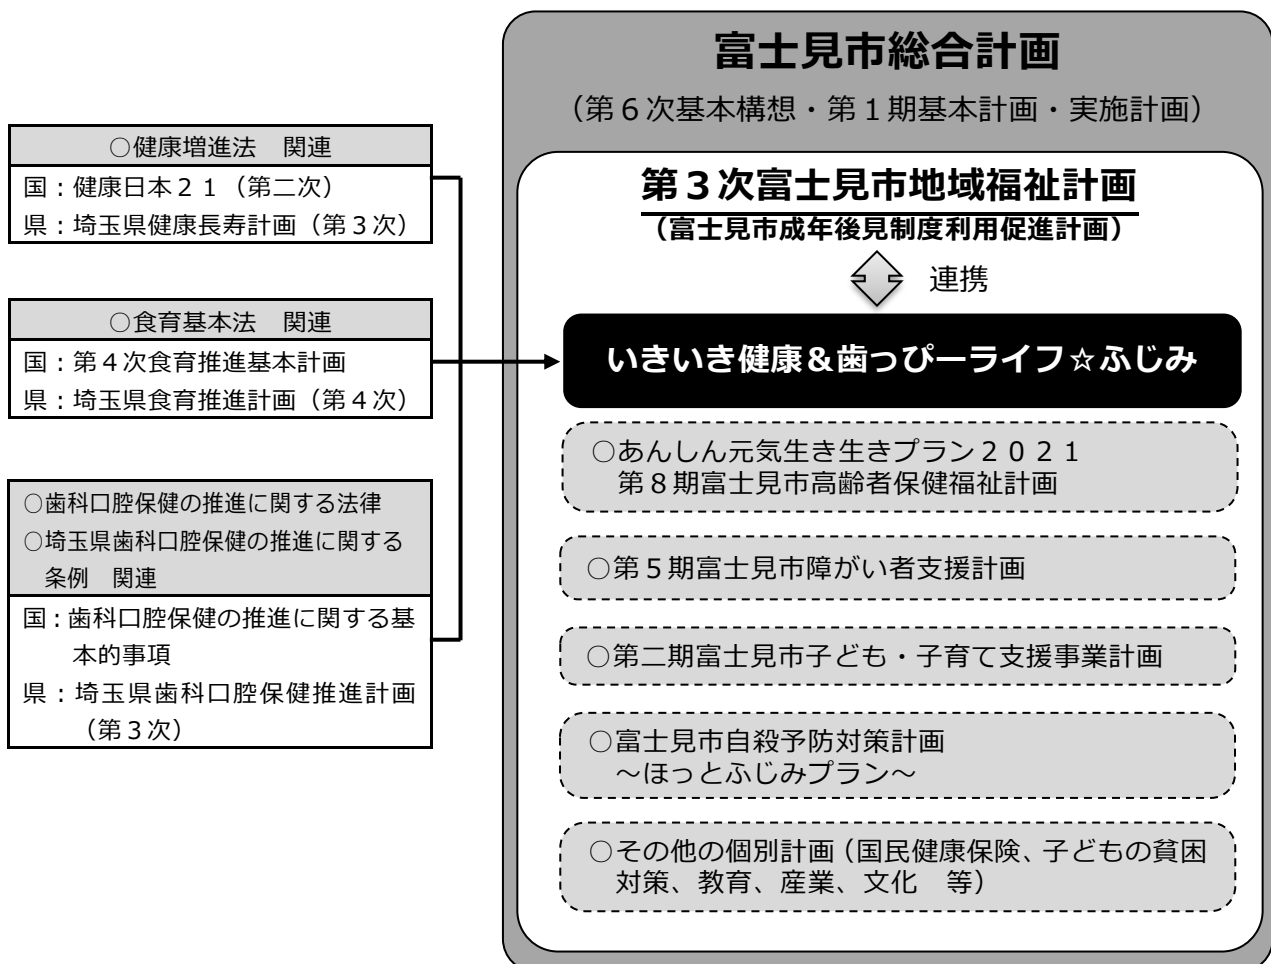 富士見市総合計画
（第６次基本構想・第１期基本計画・実施計画）
○健康増進法　関連
国：健康日本２１（第二次）
県：埼玉県健康長寿計画（第３次）
○食育基本法　関連
国：第４次食育推進基本計画
県：埼玉県食育推進計画（第４次）
○歯科口腔保健の推進に関する法律
○埼玉県歯科口腔保健の推進に関する
条例　関連
国：歯科口腔保健の推進に関する基
本的事項
県：埼玉県歯科口腔保健推進計画
（第３次）
第３次富士見市地域福祉計画
（富士見市成年後見制度利用促進計画）
連携
いきいき健康＆歯っぴーライフ☆ふじみ
○あんしん元気生き生きプラン２０２１
第８期富士見市高齢者保健福祉計画
○第５期富士見市障がい者支援計画
○第二期富士見市子ども・子育て支援事業計画
○富士見市自殺予防対策計画
～ほっとふじみプラン～
○その他の個別計画（国民健康保険、子どもの貧困
対策、教育、産業、文化　等）